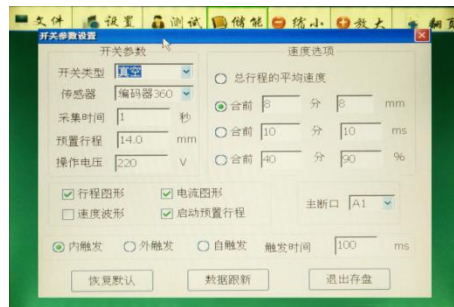 文件 设置 测试 储能 缩小 放大 翻页
开关参数设置
开关参数
开关类型 真空
传感器 编码器360
采集时间 1 秒
预置行程 14.0 mm
操作电压 220 V
速度选项
总行程的平均速度
合前 8 分 8 mm
合前 10 分 10 ms
合前 40 分 90 %
行程图形 电流图形
速度波形 启动预置行程
主断口 A1
内触发 外触发 自触发 触发时间 100 ms
恢复默认 数据跟新 退出存盘